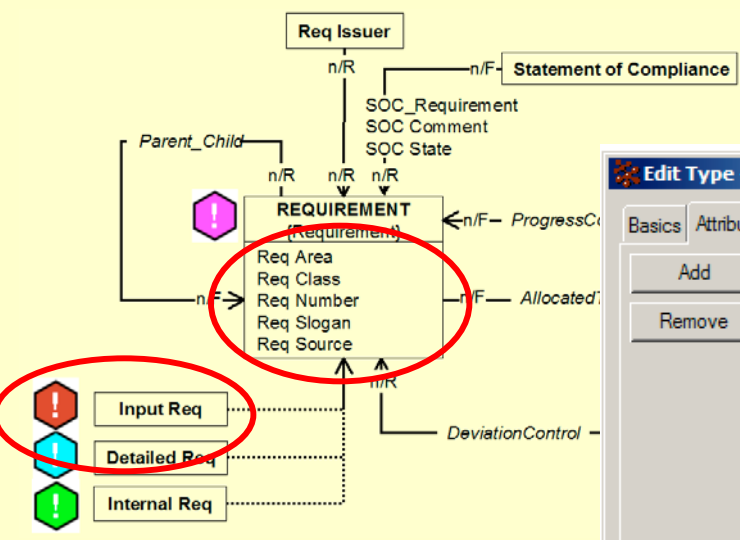 Req Issuer
n/R
n/F
Statement of Compliance
SOC_Requirement
SOC Comment
SOC State
Parent_Child
n/R
n/R
n/R
Edit Type
REQUIREMENT
{Requirement}
n/F
Basics
Add
Req Area
Req Class
Req Number
Req Slogan
Req Source
n/F
n/F
Remove
n/R
Input Req
DeviationControl
Detailed Req
Internal Req